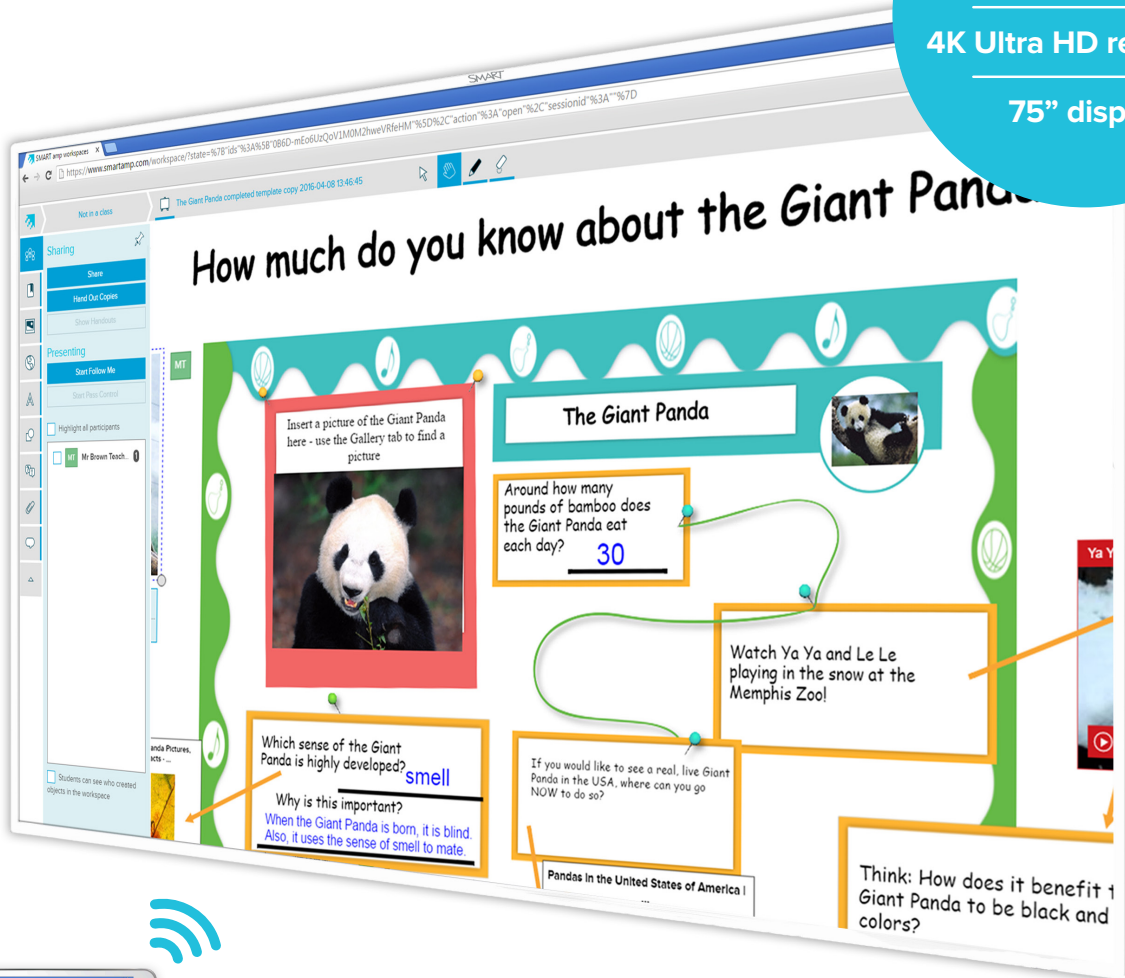 4K Ultra HD
75” disp
SMART
SMART amp workspaces X
https://www.smartamp.com/workspace/?state=%7B"ids"%3A%5B"0B6D-mEo6UzQoV1M0M2hweVRfeHM"%5D%2C"action"%3A"open"%2C"sessionid"%3A""%7D
Not in a class
The Giant Panda completed template copy 2016-04-08 13:46:45
Sharing
Share
Hand Out Copies
Show Handouts
Presenting
Start Follow Me
Start Pass Control
Highlight all participants
MT Mr Brown Teach.. 1
Students can see who created
objects in the workspace
MT
How much do you know about the Giant
Insert a picture of the Giant Panda
here - use the Gallery tab to find a
picture
The Giant Panda
Around how many
pounds of bamboo does
the Giant Panda eat
each day? 30
Watch Ya Ya and Le Le
playing in the snow at the
Memphis Zoo!
Ya Y
Which sense of the Giant
Panda is highly developed? smell
Why is this important?
When the Giant Panda is born, it is blind.
Also, it uses the sense of smell to mate.
If you would like to see a real, live Giant
Panda in the USA, where can you go
NOW to do so?
Pandas in the United States of America |
...
anda Pictures,
acts - ...
Think: How does it benefit
Giant Panda to be black and
colors?